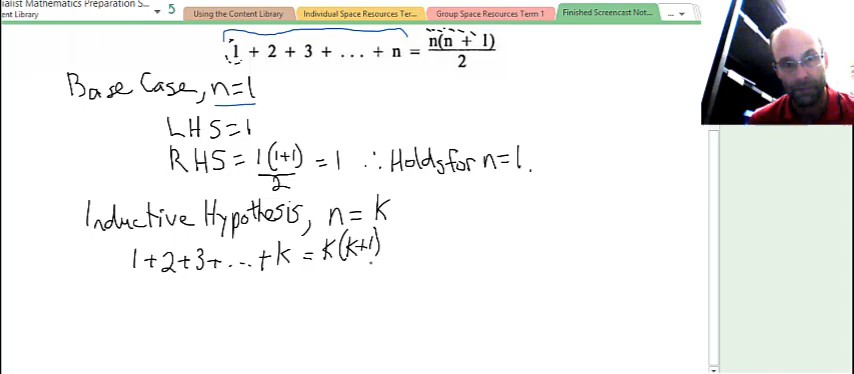 ialist Mathematics Preparation S...
ent Library
5
Using the Content Library
Individual Space Resources Ter...
Group Space Resources Term 1
Finished Screencast Not...
...
1 + 2 + 3 + ... + n = n(n + 1)/2
Base Case, n=1
LHS=1
RHS = 1(1+1)/2 = 1 ∴ Holds for n=1.
Inductive Hypothesis, n = K
1+2+3+...+k = K(K+1)